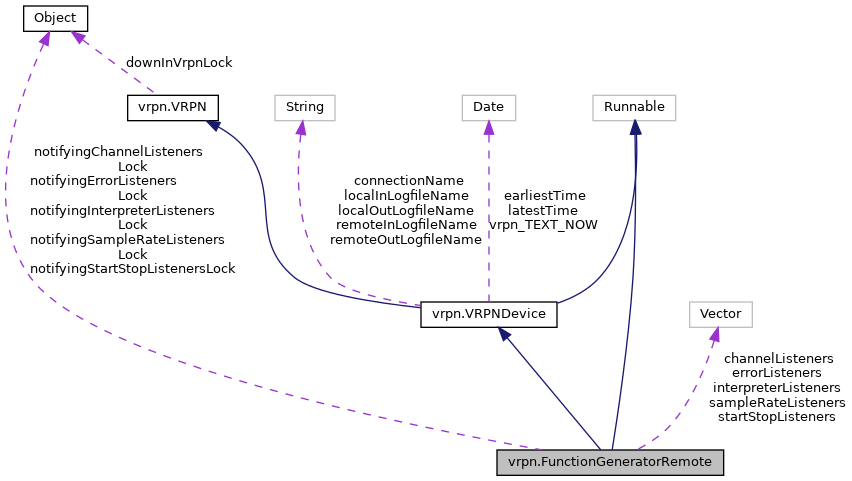 Object
downInVrpnLock
vrpn.VRPN
String
Date
Runnable
notifyingChannelListeners
Lock
notifyingErrorListeners
Lock
notifyingInterpreterListeners
Lock
notifyingSampleRateListeners
Lock
notifyingStartStopListenersLock
connectionName
localInLogfileName
localOutLogfileName
remoteInLogfileName
remoteOutLogfileName
earliestTime
latestTime
vrpn_TEXT_NOW
vrpn.VRPNDevice
Vector
channelListeners
errorListeners
interpreterListeners
sampleRateListeners
startStopListeners
vrpn.FunctionGeneratorRemote